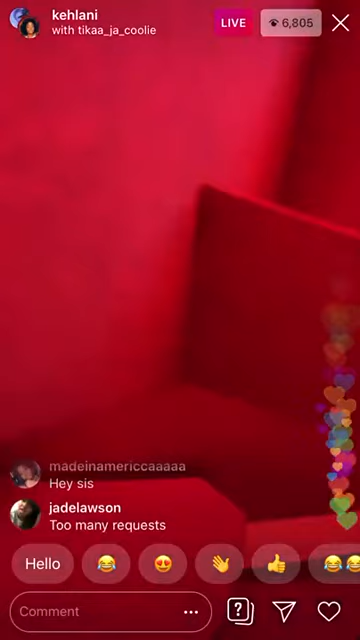 kehlani
with tikaa_ja_coolie
LIVE
6,805
madeinamericcaaaaa
Hey sis
jadelawson
Too many requests
Hello
Comment
?